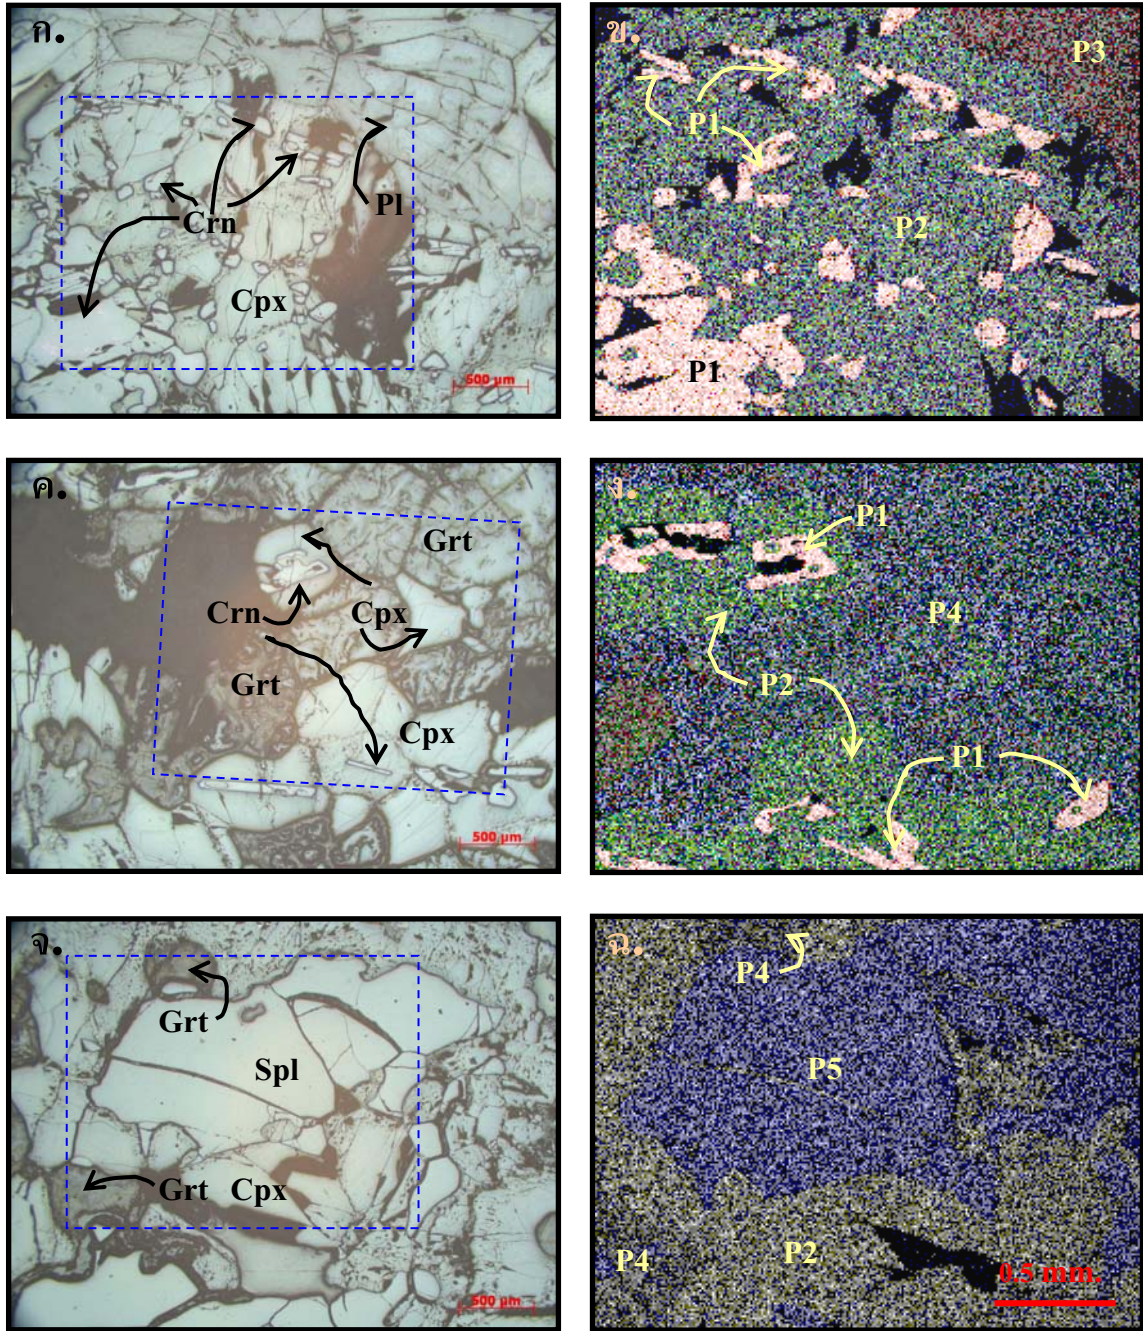 ก.
Crn
Pl
Cpx
500 µm
ข.
P3
P1
P2
P1
ค.
Grt
Crn
Cpx
Grt
Cpx
500 µm
ง.
P1
P4
P2
P1
จ.
Grt
Spl
Grt
Cpx
500 µm
ฉ.
P4
P5
P4
P2
0.5 mm.